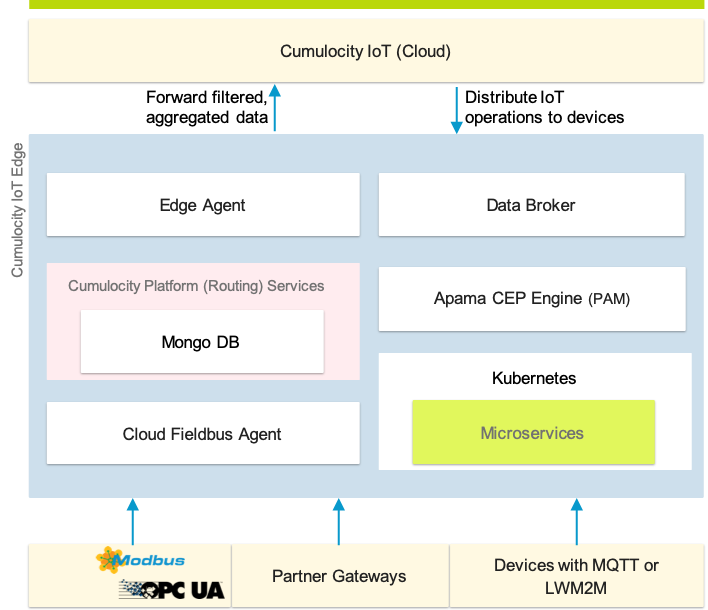 Cumulocity IoT (Cloud)
Forward filtered,
aggregated data
Distribute IoT
operations to devices
Cumulocity IoT Edge
Edge Agent
Data Broker
Cumulocity Platform (Routing) Services
Mongo DB
Apama CEP Engine (PAM)
Kubernetes
Microservices
Cloud Fieldbus Agent
Modbus
OPC UA
Partner Gateways
Devices with MQTT or
LWM2M